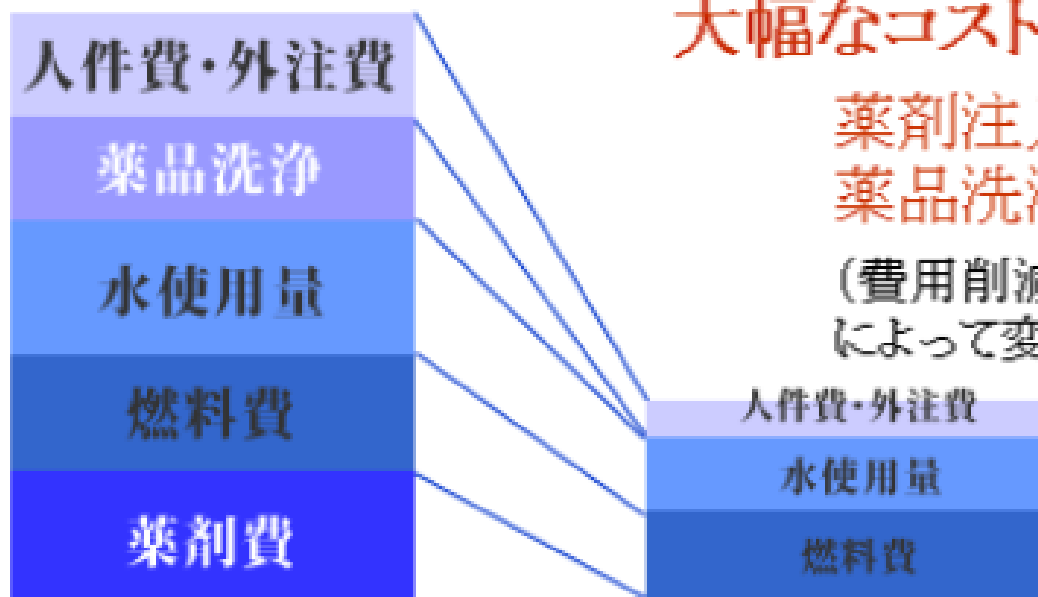 人件費・外注費
薬品洗浄
水使用量
燃料費
薬剤費
大幅なコスト
薬剤注
薬品洗
（費用削
によって変
人件費・外注費
水使用量
燃料費